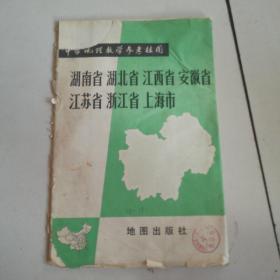 中学地理教学参考挂图
湖南省 湖北省 江西省 安徽省
江苏省 浙江省 上海市
地图出版社